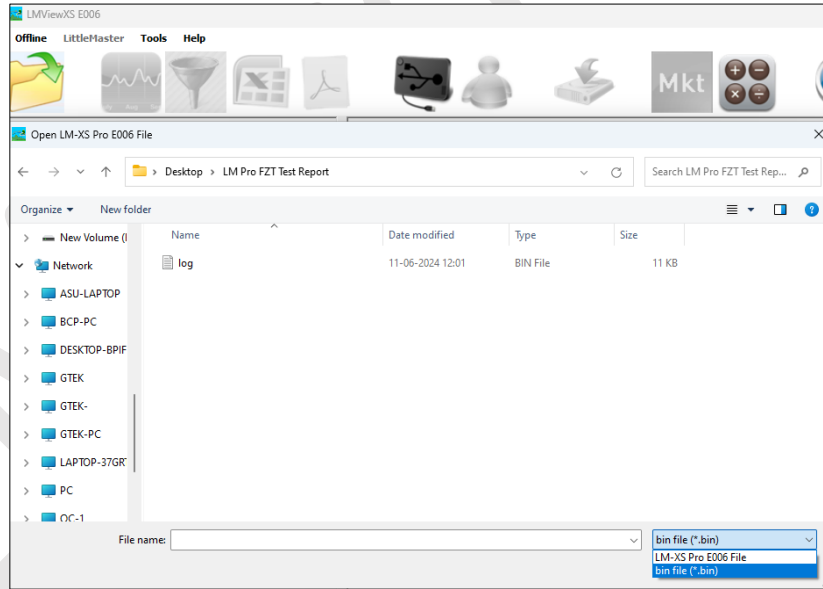 LMViewXS E006
Offline LittleMaster Tools Help
Mkt
Open LM-XS Pro E006 File
Desktop > LM Pro FZT Test Report
Search LM Pro FZT Test Rep...
Organize New folder
Name Date modified Type Size
New Volume (I
log 11-06-2024 12:01 BIN File 11 KB
Network
ASU-LAPTOP
BCP-PC
DESKTOP-BPIF
GTEK
GTEK-
GTEK-PC
LAPTOP-37GR
PC
OC-1
File name: bin file (*.bin)
LM-XS Pro E006 File
bin file (*.bin)